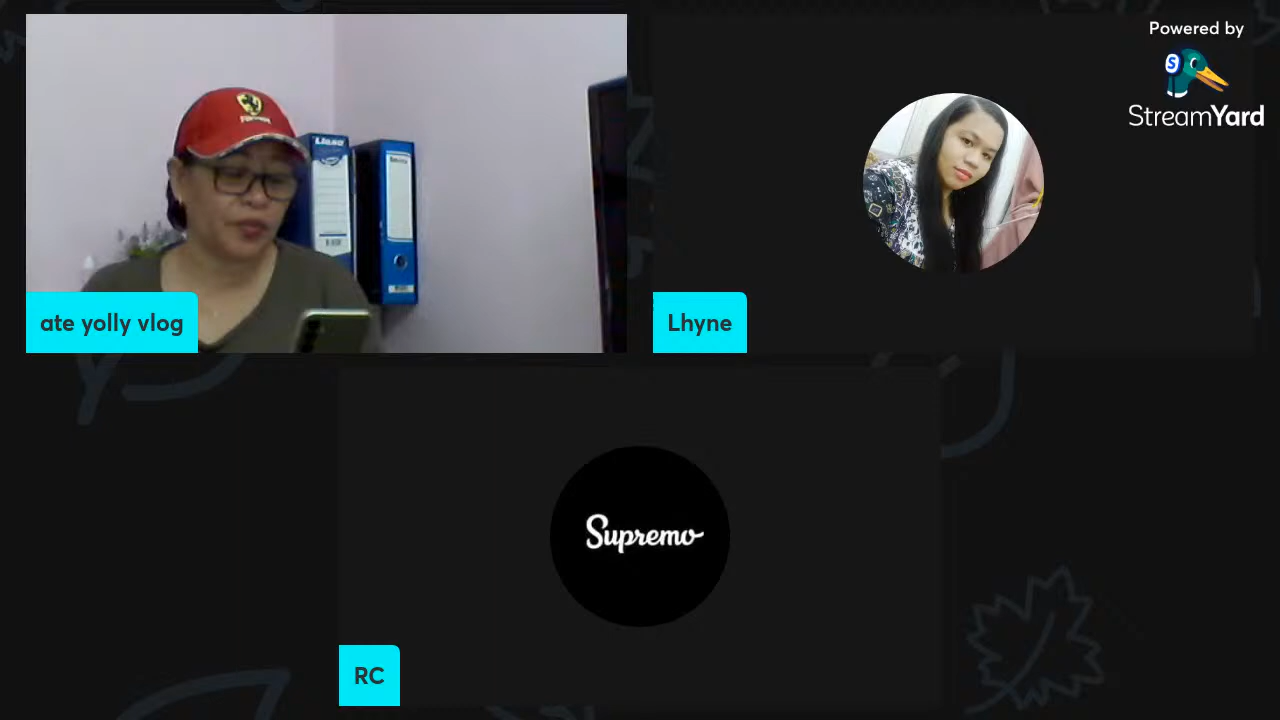 Powered by
StreamYard
ate yolly vlog
Lhyne
Supremo
RC